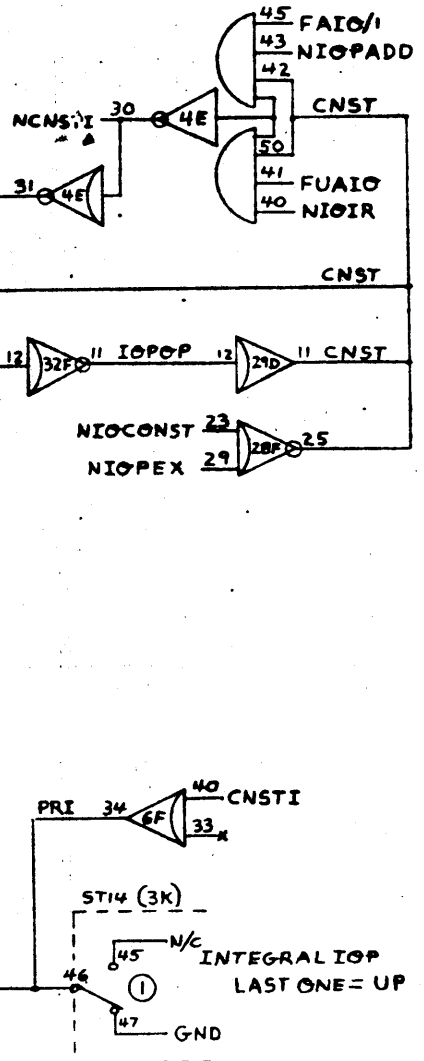 45 FAIO/1
43 NIOPADD
42
30 4E CNST
NCNSTI
50
31 4E 41 FUAIO
40 NIOIR
CNST
12 32F 11 IOPOP 12 29D 11 CNST
NIOCONST 23 28F 25
NIOPEX 29
40 CNSTI
PRI 34 6F
33 x
ST14 (3K)
N/C
45 INTEGRAL IOP
46 1 LAST ONE = UP
47 GND